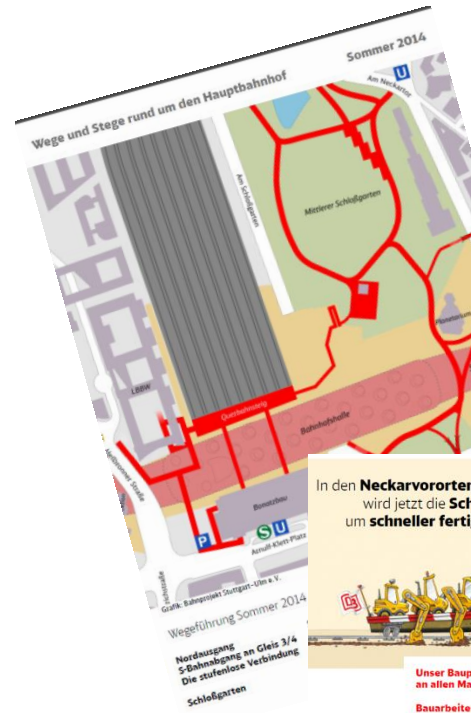 Wege und Stege rund um den Hauptbahnhof
Sommer 2014
U
Am Neckartor
Am Schloßgarten
Mittlerer Schloßgarten
Planetarium
LBBW
Querbahnsteig
Bahnhofshalle
Heilbronner Straße
Bonatzbau
P
S U
Arnulf-Klett-Platz
Grafik: Bahnprojekt Stuttgart–Ulm e. V.
Wegeführung Sommer 2014
Nordausgang
S-Bahnabgang an Gleis 3/4
Die stufenlose Verbindung
Schloßgarten
In den Neckarvororten
wird jetzt die Sch
um schneller fertig
Unser Baup
an allen Ma
Bauarbeite